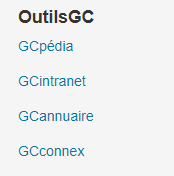 OutilsGC
GCpédia
GCintranet
GCannuaire
GCconnex